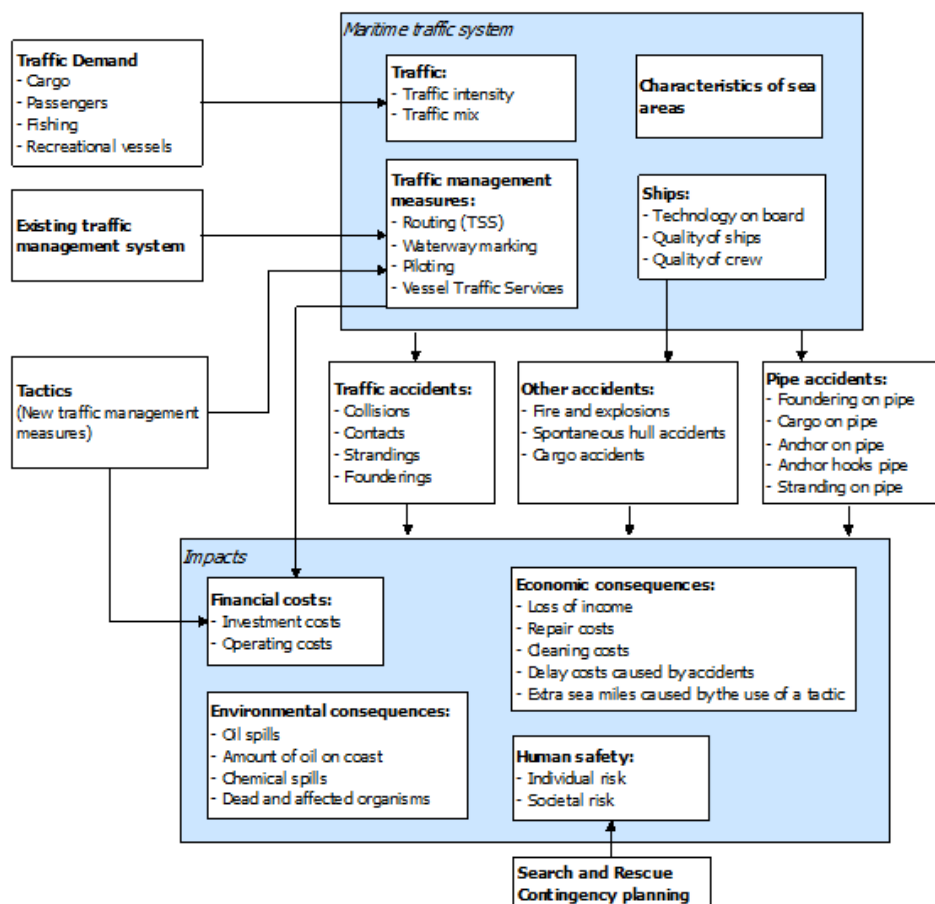 Maritime traffic system
Traffic Demand
- Cargo
- Passengers
- Fishing
- Recreational vessels
Traffic:
- Traffic intensity
- Traffic mix
Characteristics of sea
areas
Existing traffic
management system
Traffic management
measures:
- Routing (TSS)
- Waterway marking
- Piloting
- Vessel Traffic Services
Ships:
- Technology on board
- Quality of ships
- Quality of crew
Tactics
(New traffic management
measures)
Traffic accidents:
- Collisions
- Contacts
- Strandings
- Founderings
Other accidents:
- Fire and explosions
- Spontaneous hull accidents
- Cargo accidents
Pipe accidents:
- Foundering on pipe
- Cargo on pipe
- Anchor on pipe
- Anchor hooks pipe
- Stranding on pipe
Impacts
Financial costs:
- Investment costs
- Operating costs
Economic consequences:
- Loss of income
- Repair costs
- Cleaning costs
- Delay costs caused by accidents
- Extra sea miles caused by the use of a tactic
Environmental consequences:
- Oil spills
- Amount of oil on coast
- Chemical spills
- Dead and affected organisms
Human safety:
- Individual risk
- Societal risk
Search and Rescue
Contingency planning